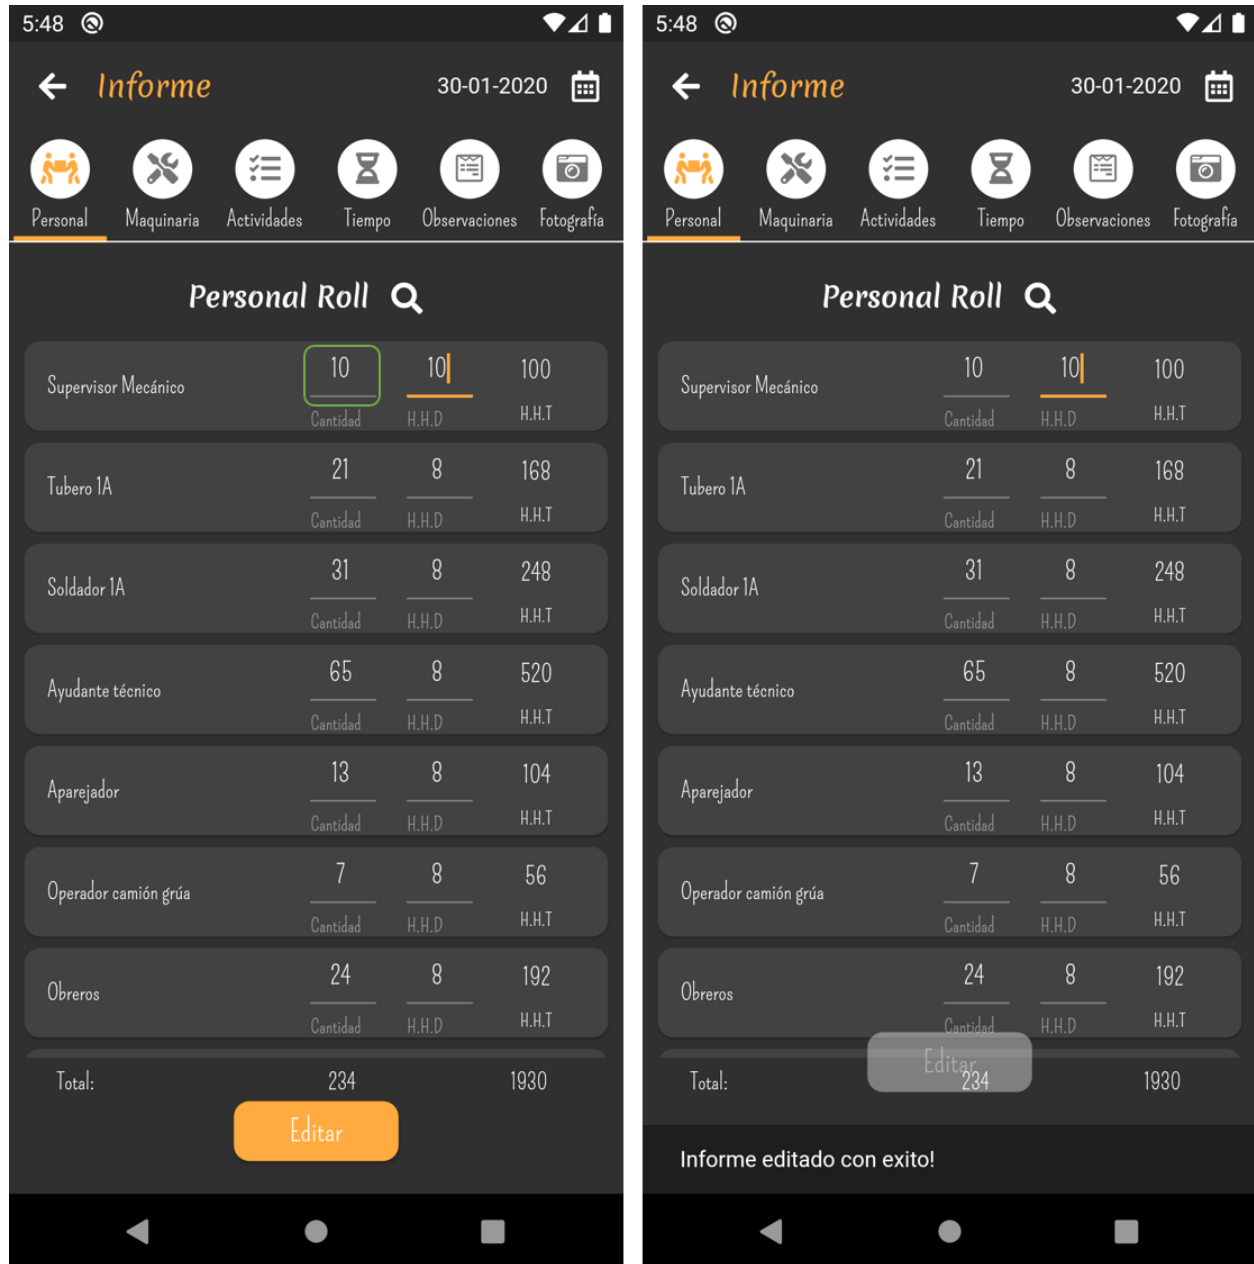 5:48
Informe 30-01-2020
Personal Maquinaria Actividades Tiempo Observaciones Fotografía
Personal Roll
Supervisor Mecánico 10 10 100
Cantidad H.H.D H.H.T
Tubero 1A 21 8 168
Cantidad H.H.D H.H.T
Soldador 1A 31 8 248
Cantidad H.H.D H.H.T
Ayudante técnico 65 8 520
Cantidad H.H.D H.H.T
Aparejador 13 8 104
Cantidad H.H.D H.H.T
Operador camión grúa 7 8 56
Cantidad H.H.D H.H.T
Obreros 24 8 192
Cantidad H.H.D H.H.T
Total: 234 1930
Editar
5:48
Informe 30-01-2020
Personal Maquinaria Actividades Tiempo Observaciones Fotografía
Personal Roll
Supervisor Mecánico 10 10 100
Cantidad H.H.D H.H.T
Tubero 1A 21 8 168
Cantidad H.H.D H.H.T
Soldador 1A 31 8 248
Cantidad H.H.D H.H.T
Ayudante técnico 65 8 520
Cantidad H.H.D H.H.T
Aparejador 13 8 104
Cantidad H.H.D H.H.T
Operador camión grúa 7 8 56
Cantidad H.H.D H.H.T
Obreros 24 8 192
Cantidad H.H.D H.H.T
Editar
Total: 234 1930
Informe editado con exito!